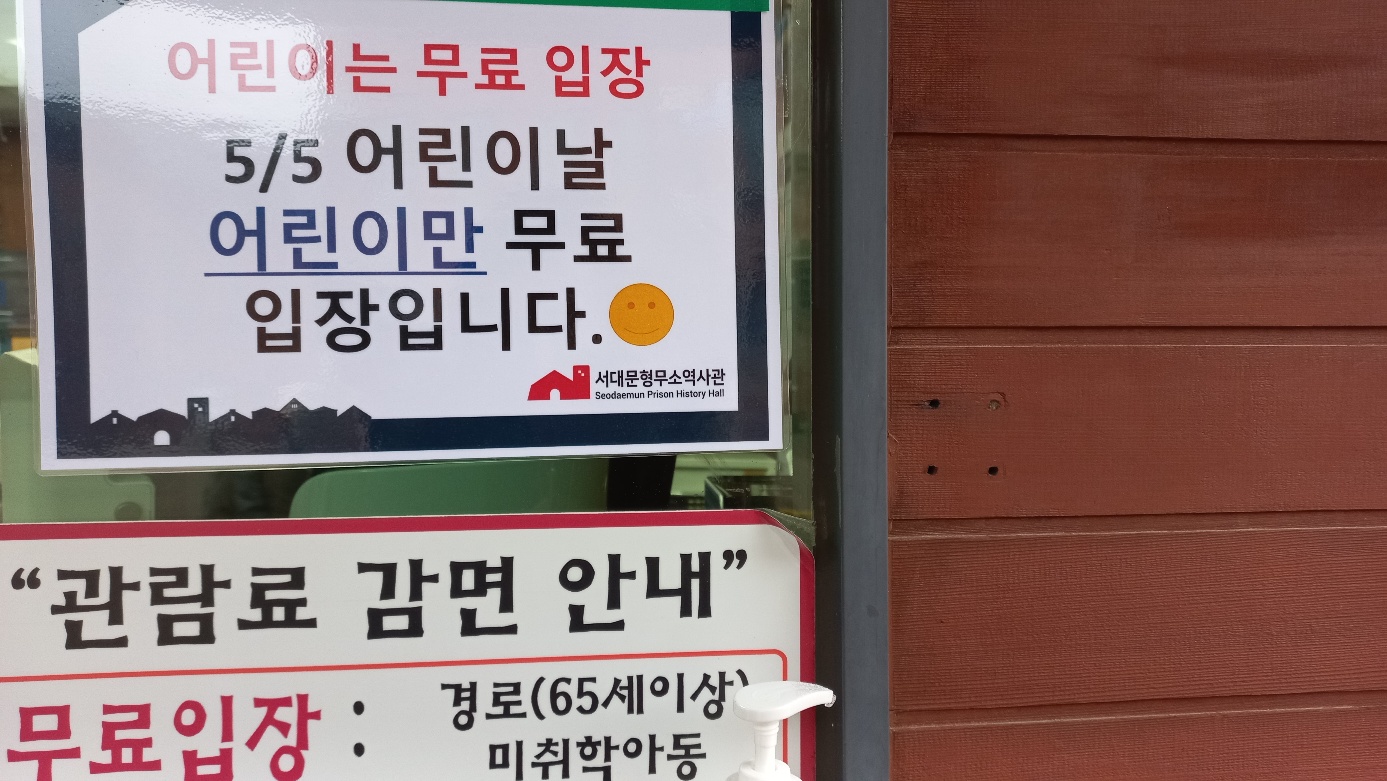 어린이는 무료 입장
5/5 어린이날
어린이만 무료
입장입니다.
서대문형무소역사관
Seodaemun Prison History Hall
“관람료 감면 안내”
무료입장 : 경로(65세이상)
미취학아동